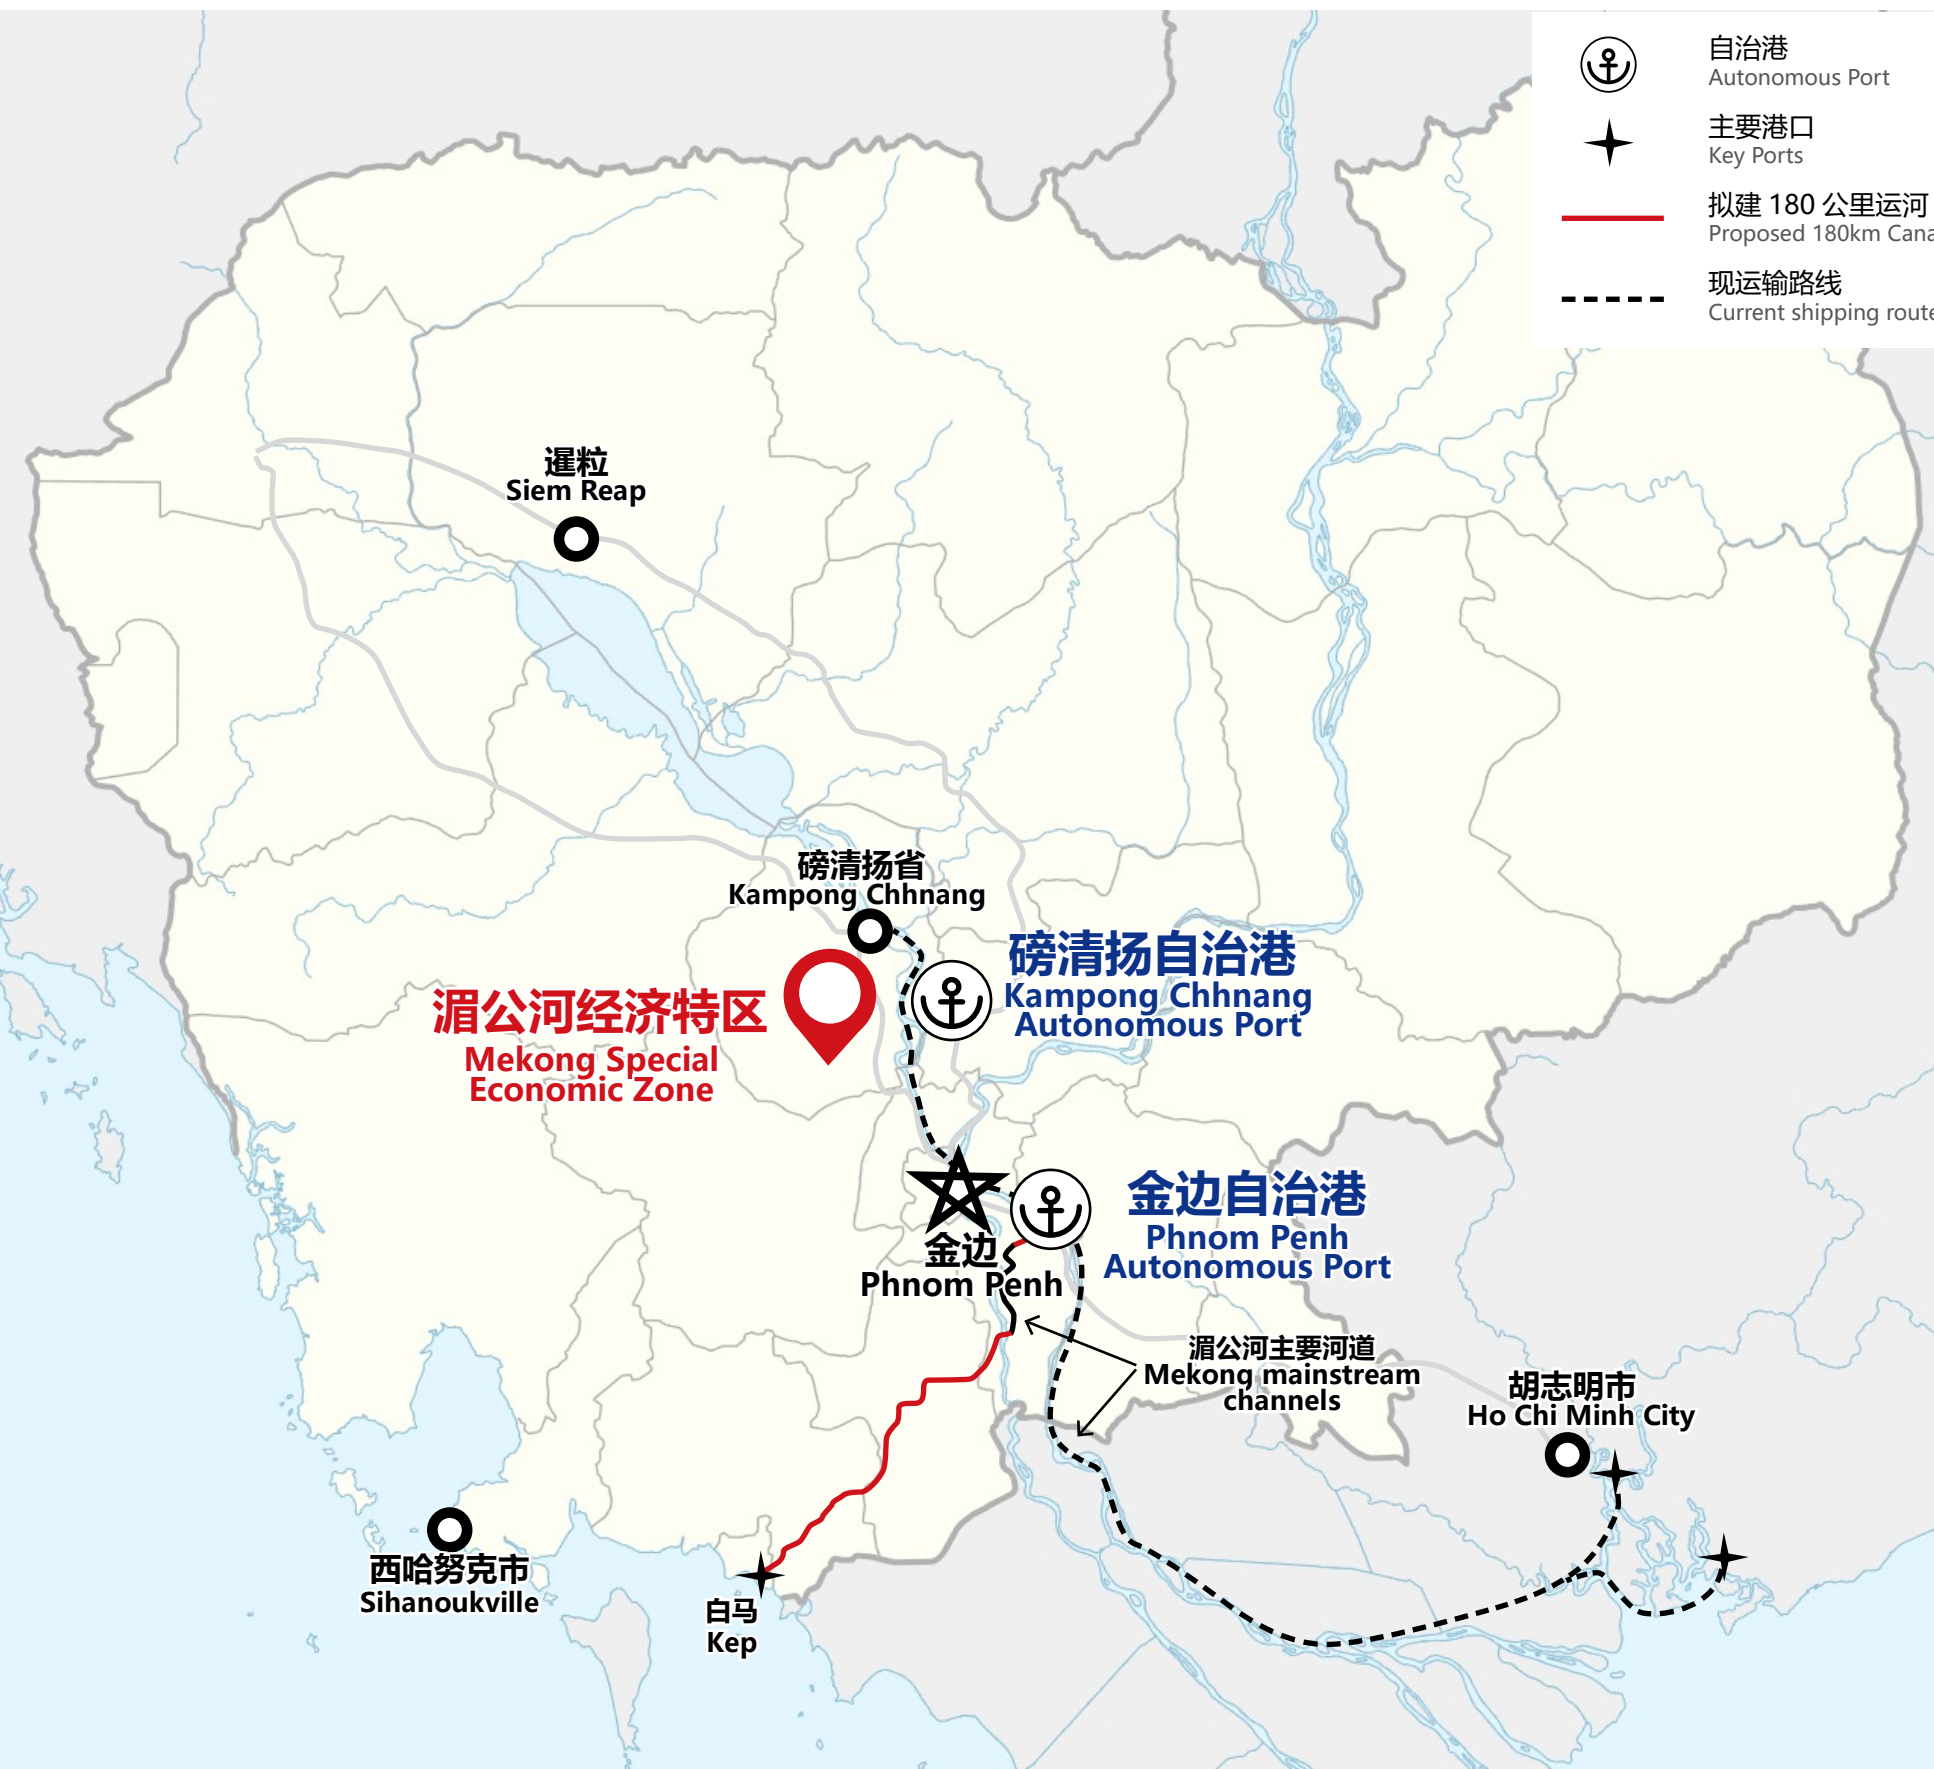 自治港
Autonomous Port
主要港口
Key Ports
拟建 180 公里运河
Proposed 180km Cana
现运输路线
Current shipping route
暹粒
Siem Reap
磅清扬省
Kampong Chhnang
磅清扬自治港
Kampong Chhnang
Autonomous Port
湄公河经济特区
Mekong Special
Economic Zone
金边自治港
Phnom Penh
Autonomous Port
金边
Phnom Penh
湄公河主要河道
Mekong mainstream
channels
胡志明市
Ho Chi Minh City
西哈努克市
Sihanoukville
白马
Kep